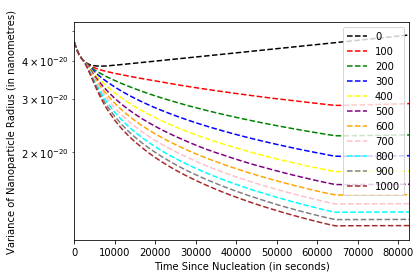 Variance of Nanoparticle Radius (in nanometres)
4 × 10⁻²⁰
3 × 10⁻²⁰
2 × 10⁻²⁰
0
100
200
300
400
500
600
700
800
900
1000
0 10000 20000 30000 40000 50000 60000 70000 80000
Time Since Nucleation (in seconds)